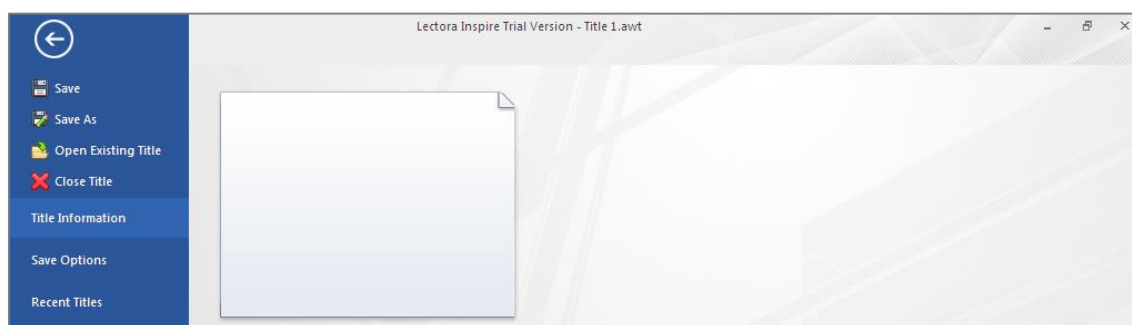 Lectora Inspire Trial Version - Title 1.awt
Save
Save As
Open Existing Title
Close Title
Title Information
Save Options
Recent Titles